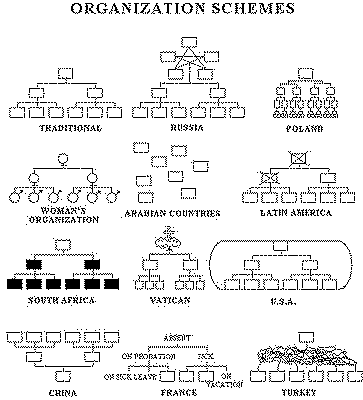 ORGANIZATION SCHEMES
TRADITIONAL
RUSSIA
POLAND
WOMAN'S
ORGANIZATION
ARABIAN COUNTRIES
LATIN AMERICA
SOUTH AFRICA
VATICAN
U.S.A.
ABSENT
ON PROBATION
SICK
ON SICK LEAVE
ON
VACATION
CHINA
FRANCE
TURKEY